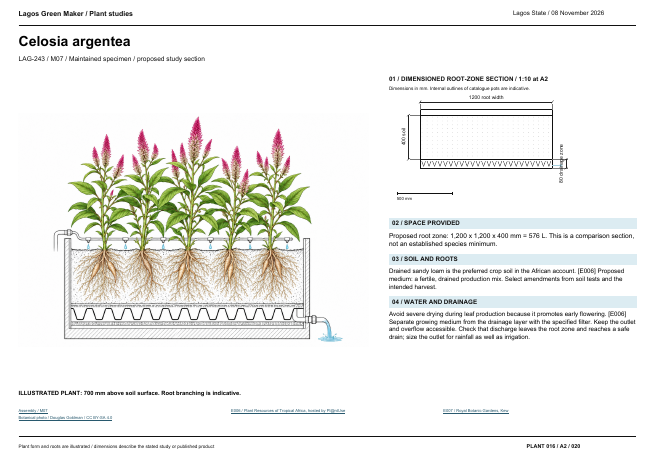 Lagos Green Maker / Plant studies
Lagos State / 08 November 2026
Celosia argentea
LAG-243 / M07 / Maintained specimen / proposed study section
01 / DIMENSIONED ROOT-ZONE SECTION / 1:10 at A2
Dimensions in mm. Internal outlines of catalogue pots are indicative.
1200 root width
400 soil
80 drainage zone
500 mm
02 / SPACE PROVIDED
Proposed root zone: 1,200 x 1,200 x 400 mm = 576 L. This is a comparison section,
not an established species minimum.
03 / SOIL AND ROOTS
Drained sandy loam is the preferred crop soil in the African account. [E006] Proposed
medium: a fertile, drained production mix. Select amendments from soil tests and the
intended harvest.
04 / WATER AND DRAINAGE
Avoid severe drying during leaf production because it promotes early flowering. [E006]
Separate growing medium from the drainage layer with the specified filter. Keep the outlet
and overflow accessible. Check that discharge leaves the root zone and reaches a safe
drain; size the outlet for rainfall as well as irrigation.
ILLUSTRATED PLANT: 700 mm above soil surface. Root branching is indicative.
Assembly / M07
E006 / Plant Resources of Tropical Africa, hosted by
E007 / Royal Botanic Gardens, Kew
Botanical photo / Douglas Goldman / CC BY-SA 4.0
Plant form and roots are illustrated / dimensions describe the stated study or published product
PLANT 016 / A2 / 020